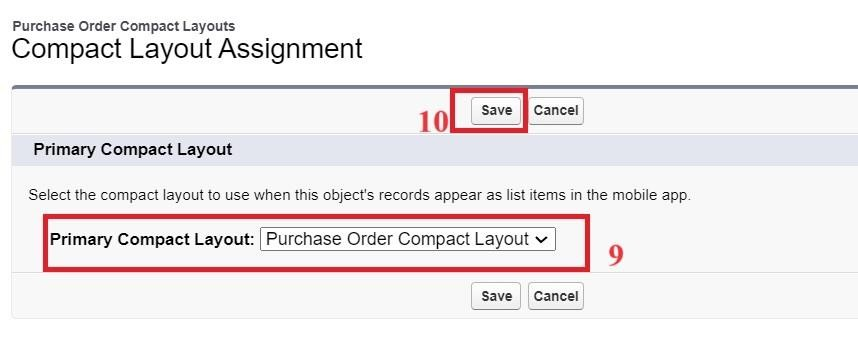 Purchase Order Compact Layouts
Compact Layout Assignment
10 Save Cancel
Primary Compact Layout
Select the compact layout to use when this object's records appear as list items in the mobile app.
Primary Compact Layout: Purchase Order Compact Layout 9
Save Cancel